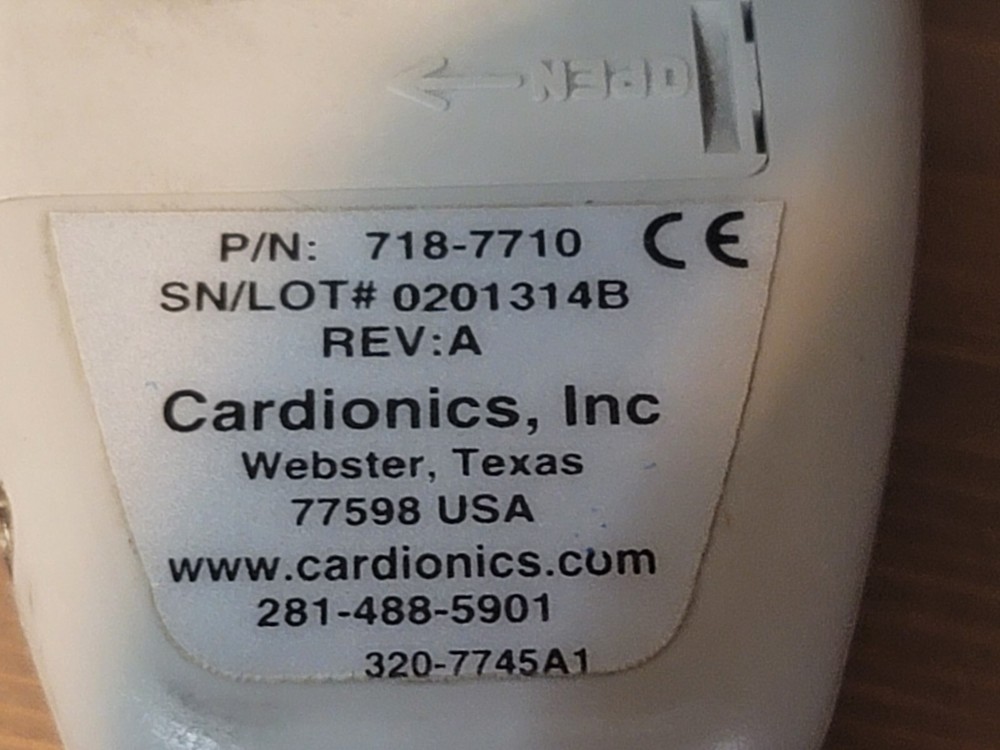 OPEN
P/N: 718-7710 CE
SN/LOT# 0201314B
REV:A
Cardionics, Inc
Webster, Texas
77598 USA
www.cardionics.com
281-488-5901
320-7745A1